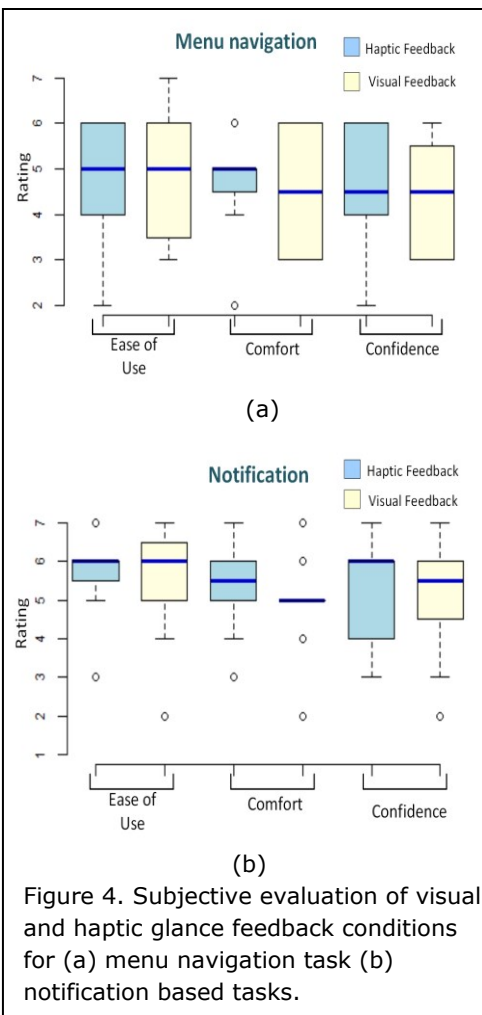 Menu navigation
Haptic Feedback
Visual Feedback
Rating
7
6
5
4
3
2
Ease of
Use
Comfort
Confidence
(a)
Notification
Haptic Feedback
Visual Feedback
Rating
7
6
5
4
3
2
1
Ease of
Use
Comfort
Confidence
(b)
Figure 4. Subjective evaluation of visual
and haptic glance feedback conditions
for (a) menu navigation task (b)
notification based tasks.